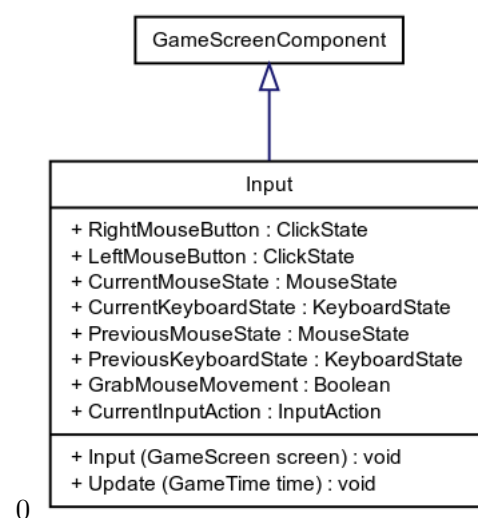 GameScreenComponent
Input
+ RightMouseButton : ClickState
+ LeftMouseButton : ClickState
+ CurrentMouseState : MouseState
+ CurrentKeyboardState : KeyboardState
+ PreviousMouseState : MouseState
+ PreviousKeyboardState : KeyboardState
+ GrabMouseMovement : Boolean
+ CurrentInputAction : InputAction
+ Input (GameScreen screen) : void
+ Update (GameTime time) : void
0